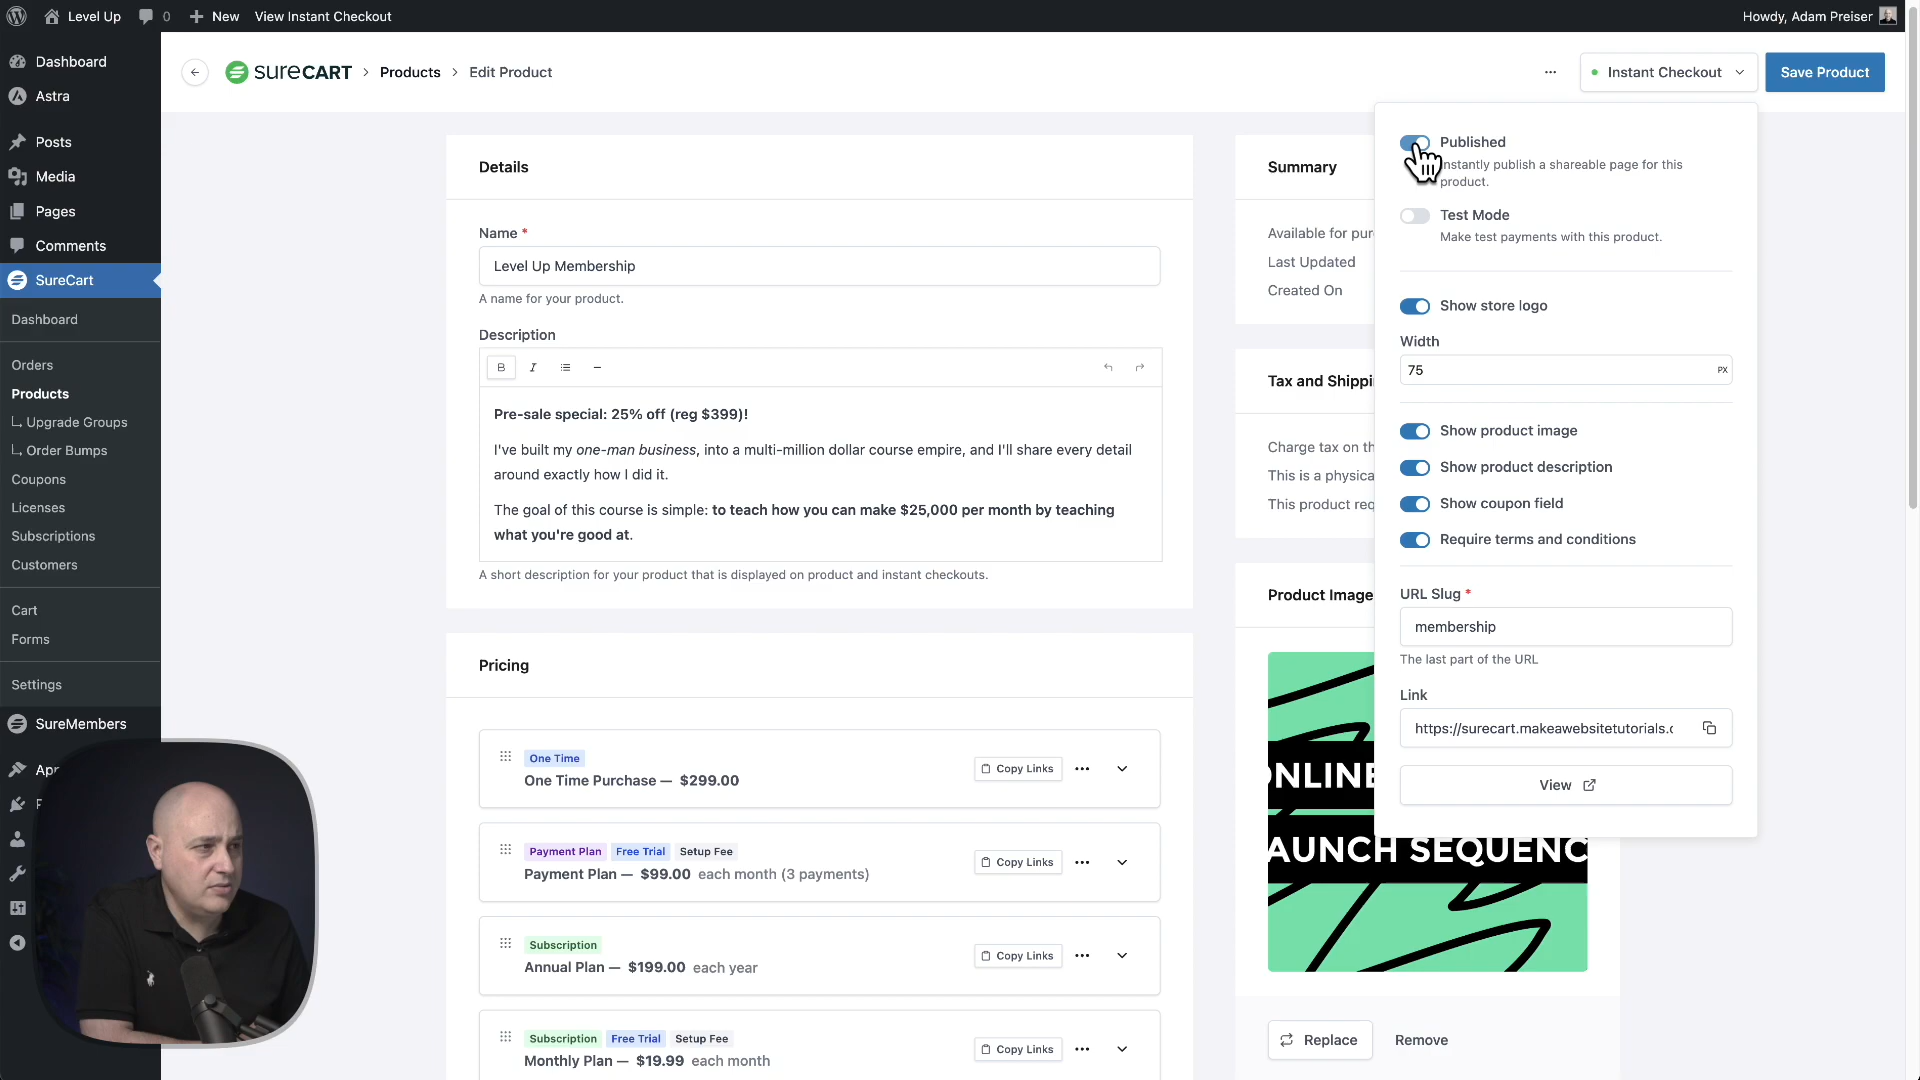 Level Up
0
New
View Instant Checkout
Howdy, Adam Preiser
Dashboard
Astra
Posts
Media
Pages
Comments
SureCart
Dashboard
Orders
Products
Upgrade Groups
Order Bumps
Coupons
Licenses
Subscriptions
Customers
Cart
Forms
Settings
SureMembers
SURECART
Products
Edit Product
Instant Checkout
Save Product
Details
Name *
Level Up Membership
A name for your product.
Description
B
I
Pre-sale special: 25% off (reg $399)!
I've built my one-man business, into a multi-million dollar course empire, and I'll share every detail
around exactly how I did it.
The goal of this course is simple: to teach how you can make $25,000 per month by teaching
what you're good at.
A short description for your product that is displayed on product and instant checkouts.
Pricing
One Time
One Time Purchase — $299.00
Copy Links
Payment Plan Free Trial Setup Fee
Payment Plan — $99.00 each month (3 payments)
Copy Links
Subscription
Annual Plan — $199.00 each year
Copy Links
Subscription Free Trial Setup Fee
Monthly Plan — $19.99 each month
Copy Links
Summary
Available for pur
Last Updated
Created On
Tax and Shippi
Charge tax on th
This is a physica
This product req
Product Image
ONLINE
LAUNCH SEQUENC
Replace
Remove
Published
Instantly publish a shareable page for this
product.
Test Mode
Make test payments with this product.
Show store logo
Width
75
PX
Show product image
Show product description
Show coupon field
Require terms and conditions
URL Slug *
membership
The last part of the URL
Link
https://surecart.makeawebsitetutorials.c
View